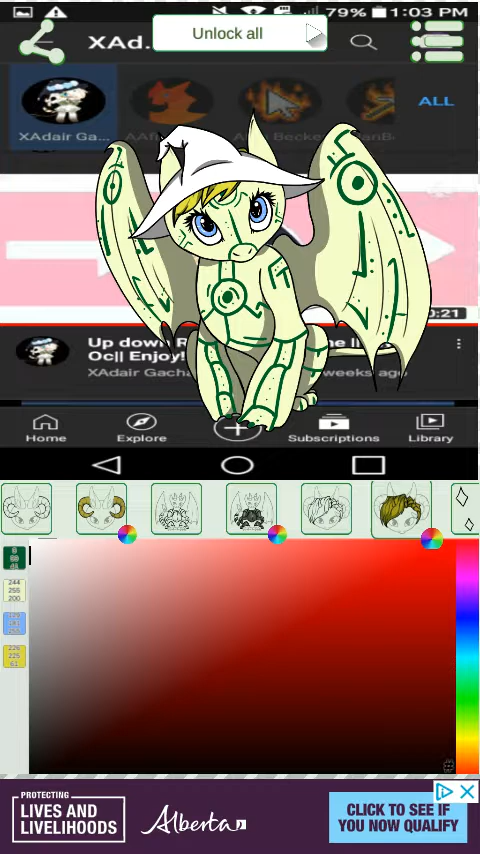 79% 1:03 PM
XAd.
Unlock all
XAdair Ga...
ALL
0:21
Up down R
Oc|| Enjoy!
XAdair Gacha
weeks ago
Home
Explore
Subscriptions
Library
244
255
200
226
225
61
PROTECTING
LIVES AND
LIVELIHOODS
Alberta
CLICK TO SEE IF
YOU NOW QUALIFY